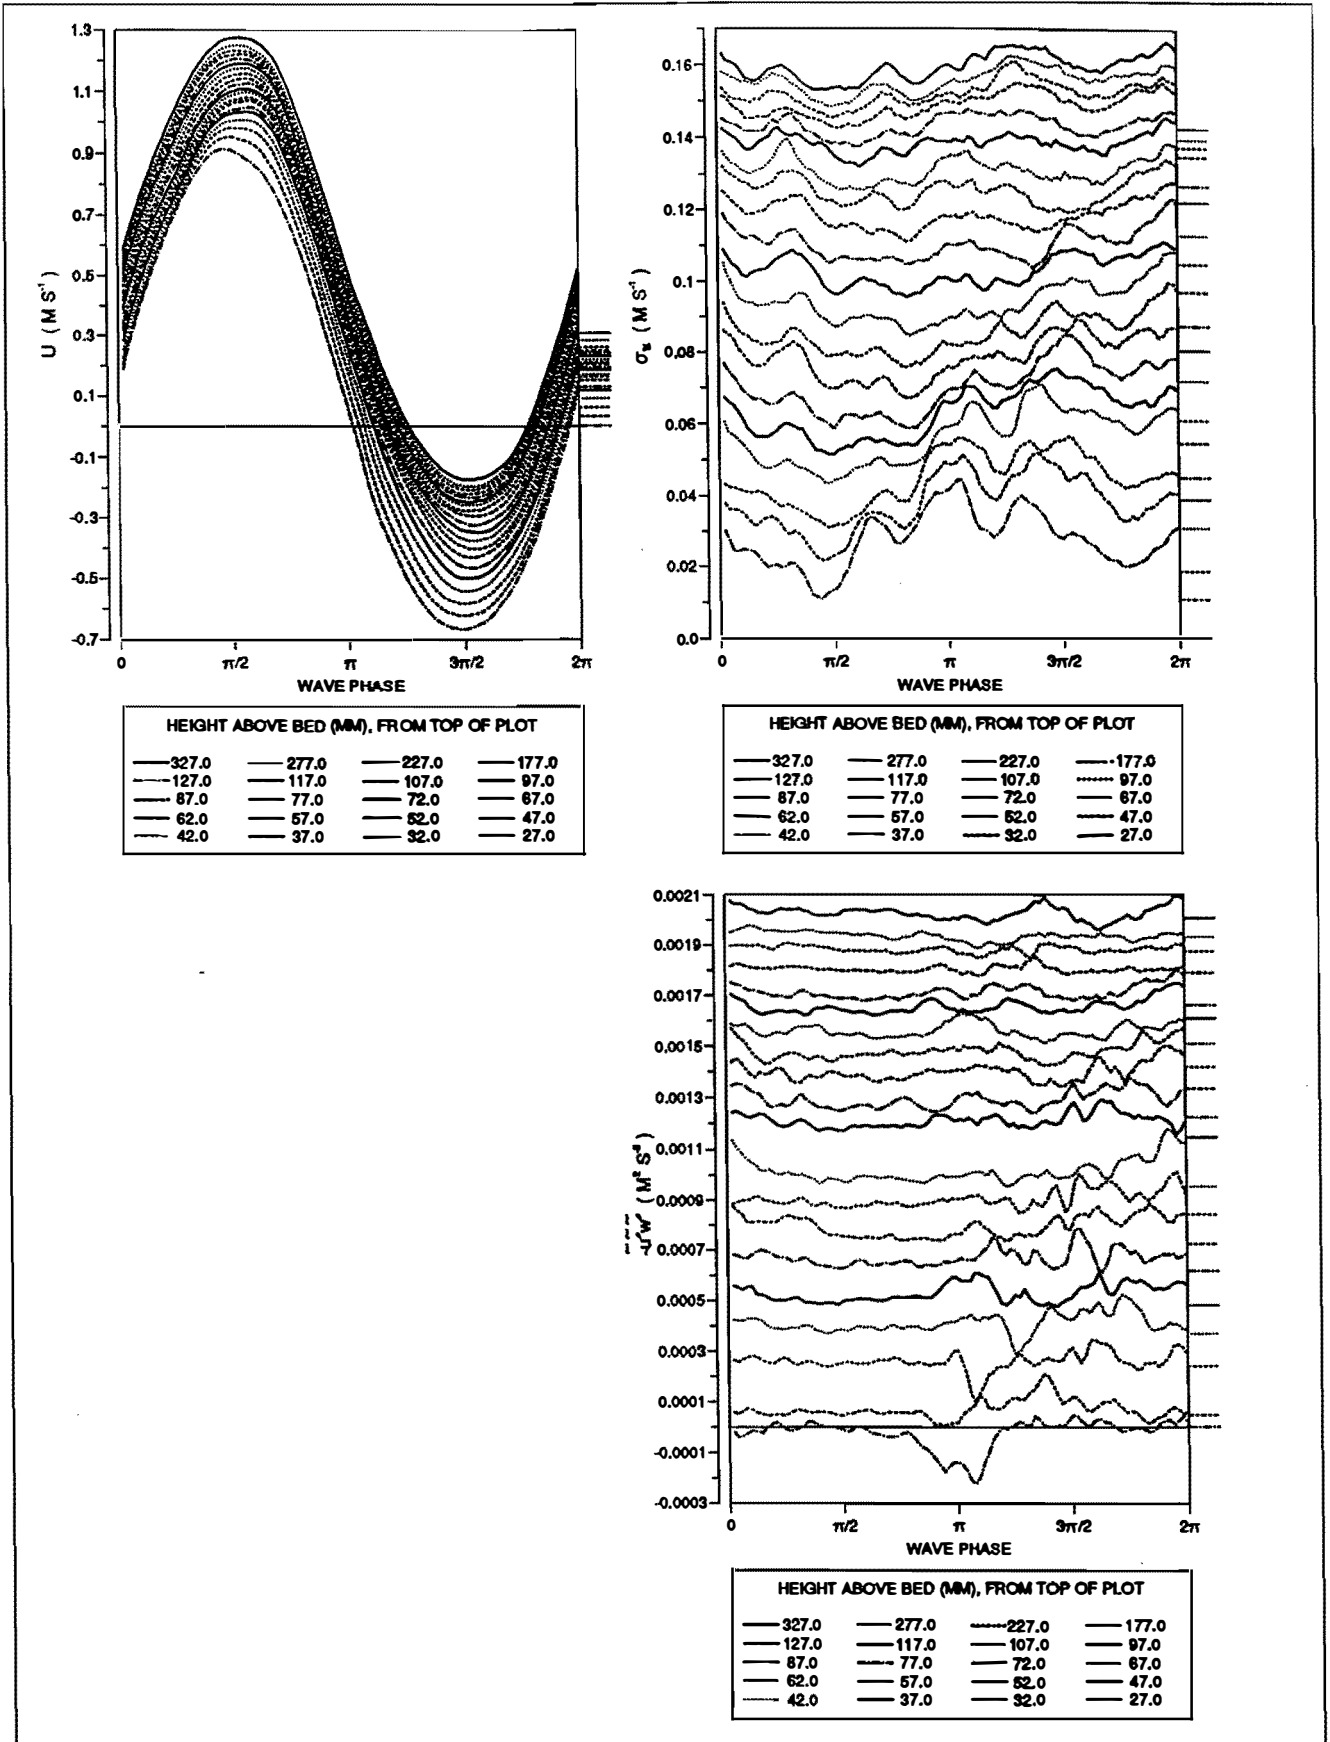 1.3
1.1
0.9
0.7
0.5
0.3
0.1
-0.1
-0.3
-0.5
-0.7
U ( M S⁻¹ )
0 π/2 π 3π/2 2π
WAVE PHASE
HEIGHT ABOVE BED (MM), FROM TOP OF PLOT
327.0 277.0 227.0 177.0
127.0 117.0 107.0 97.0
87.0 77.0 72.0 67.0
62.0 57.0 52.0 47.0
42.0 37.0 32.0 27.0
0.16
0.14
0.12
0.1
0.08
0.06
0.04
0.02
0.0
( M S⁻¹ )
0 π/2 π 3π/2 2π
WAVE PHASE
HEIGHT ABOVE BED (MM), FROM TOP OF PLOT
327.0 277.0 227.0 177.0
127.0 117.0 107.0 97.0
87.0 77.0 72.0 67.0
62.0 57.0 52.0 47.0
42.0 37.0 32.0 27.0
0.0021
0.0019
0.0017
0.0015
0.0013
0.0011
0.0009
0.0007
0.0005
0.0003
0.0001
-0.0001
-0.0003
0 π/2 π 3π/2 2π
WAVE PHASE
HEIGHT ABOVE BED (MM), FROM TOP OF PLOT
327.0 277.0 227.0 177.0
127.0 117.0 107.0 97.0
87.0 77.0 72.0 67.0
62.0 57.0 52.0 47.0
42.0 37.0 32.0 27.0